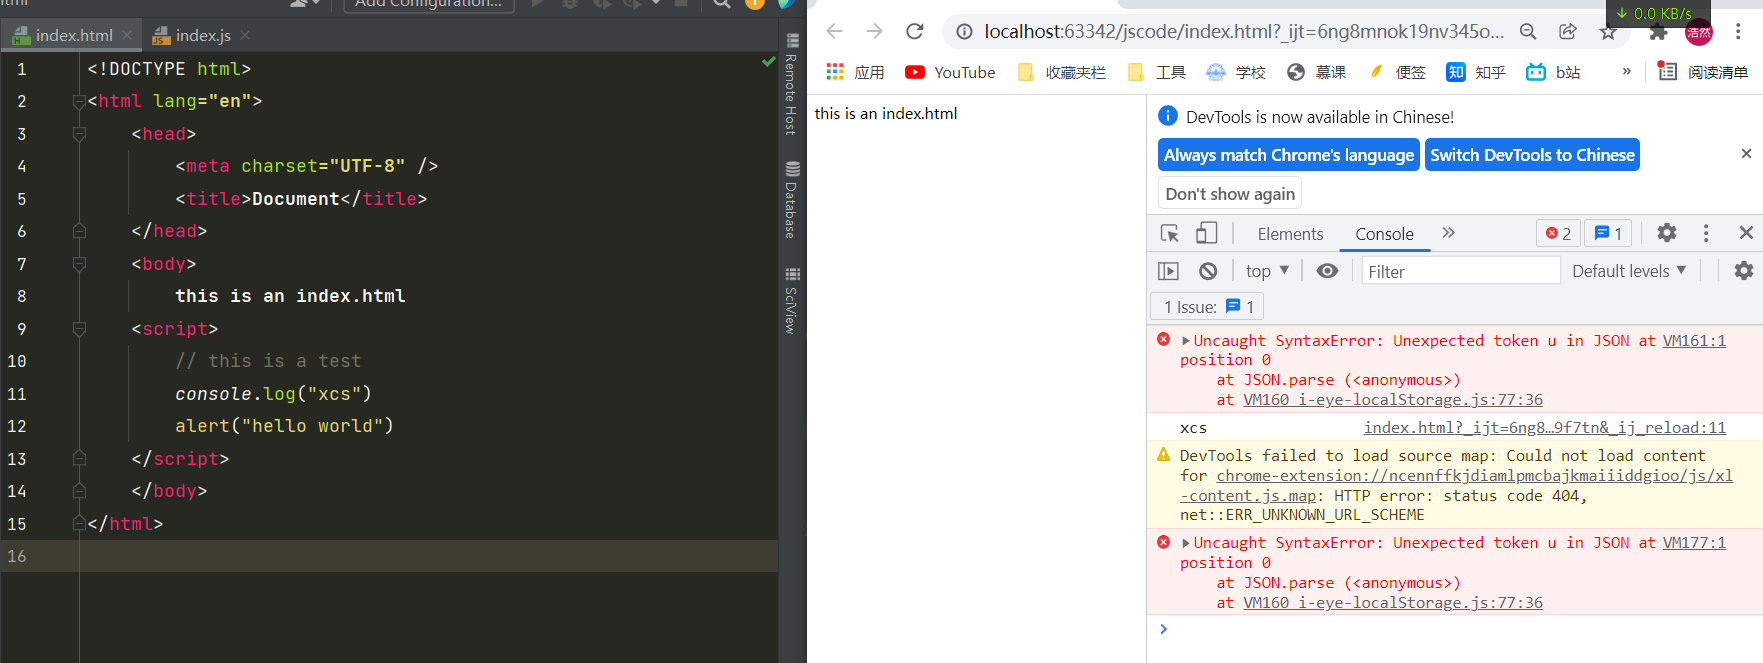 Add Configuration...
index.html
index.js
1 <!DOCTYPE html>
2 <html lang="en">
3 <head>
4 <meta charset="UTF-8" />
5 <title>Document</title>
6 </head>
7 <body>
8 this is an index.html
9 <script>
10 // this is a test
11 console.log("xcs")
12 alert("hello world")
13 </script>
14 </body>
15 </html>
16
Remote Host
Database
SciView
↓ 0.0 KB/s
localhost:63342/jscode/index.html?_ijt=6ng8mnok19nv345o...
浩然
应用 YouTube 收藏夹栏 工具 学校 慕课 便签 知 知乎 b站 » 阅读清单
this is an index.html
DevTools is now available in Chinese!
Always match Chrome's language
Switch DevTools to Chinese
Don't show again
Elements Console » 2 1
top ▼ Filter Default levels ▼
1 Issue: 1
Uncaught SyntaxError: Unexpected token u in JSON at VM161:1
position 0
at JSON.parse (<anonymous>)
at VM160 i-eye-localStorage.js:77:36
xcs index.html?_ijt=6ng8…9f7tn&_ij_reload:11
DevTools failed to load source map: Could not load content
for chrome-extension://ncennffkjdiamlpmcbajkmaiiiddgioo/js/xl
-content.js.map: HTTP error: status code 404,
net::ERR_UNKNOWN_URL_SCHEME
Uncaught SyntaxError: Unexpected token u in JSON at VM177:1
position 0
at JSON.parse (<anonymous>)
at VM160 i-eye-localStorage.js:77:36